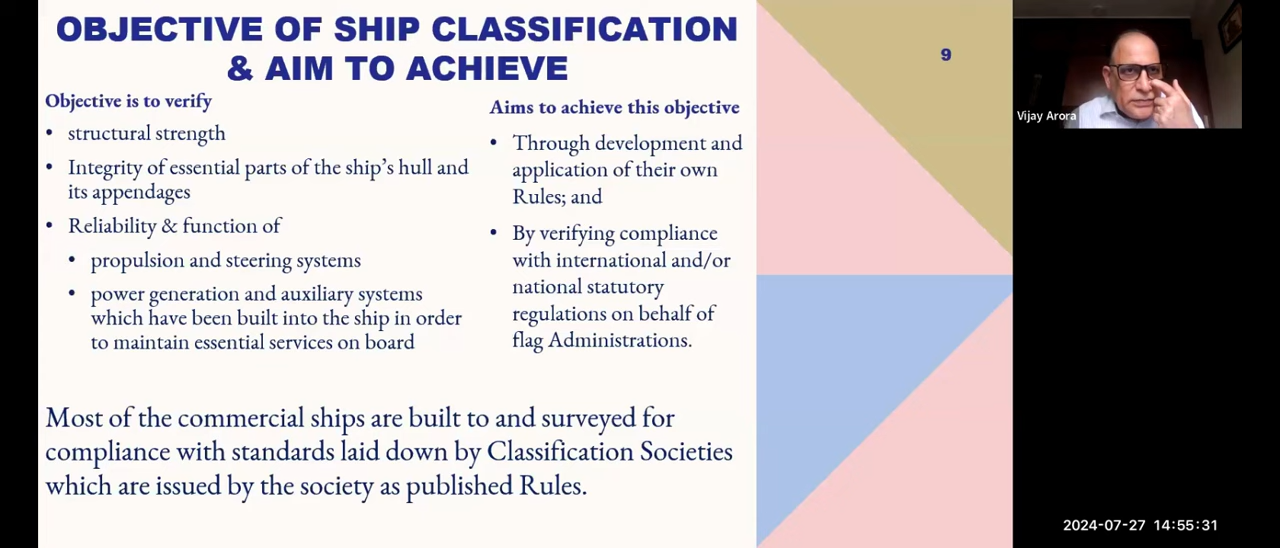 OBJECTIVE OF SHIP CLASSIFICATION
& AIM TO ACHIEVE
Objective is to verify
• structural strength
• Integrity of essential parts of the ship’s hull and
its appendages
• Reliability & function of
• propulsion and steering systems
• power generation and auxiliary systems
which have been built into the ship in order
to maintain essential services on board
Aims to achieve this objective
• Through development and
application of their own
Rules; and
• By verifying compliance
with international and/or
national statutory
regulations on behalf of
flag Administrations.
Most of the commercial ships are built to and surveyed for
compliance with standards laid down by Classification Societies
which are issued by the society as published Rules.
9
Vijay Arora
2024-07-27 14:55:31